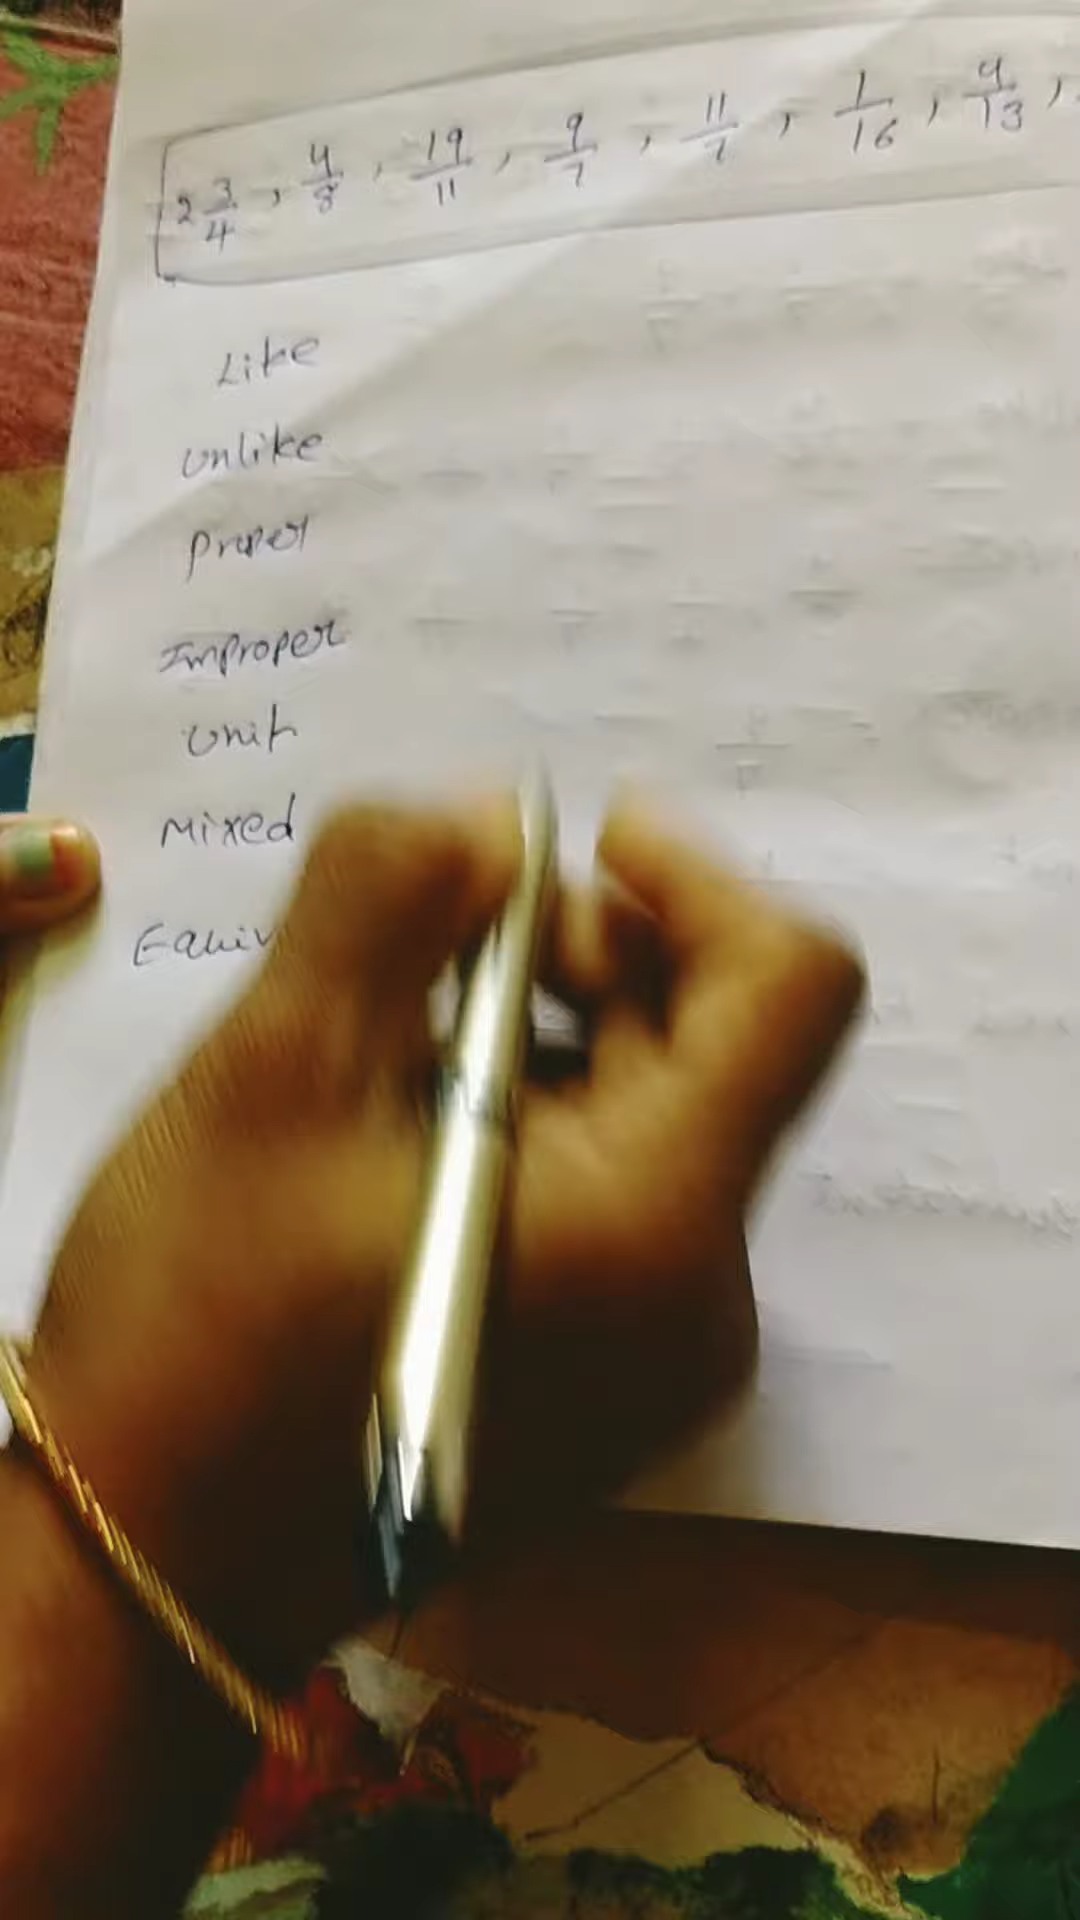 2 3/4 , 4/8 , 19/11 , 9/7 , 11/7 , 1/16 , 4/13 ,
Like
Unlike
Proper
Improper
Unit
Mixed
Equiv